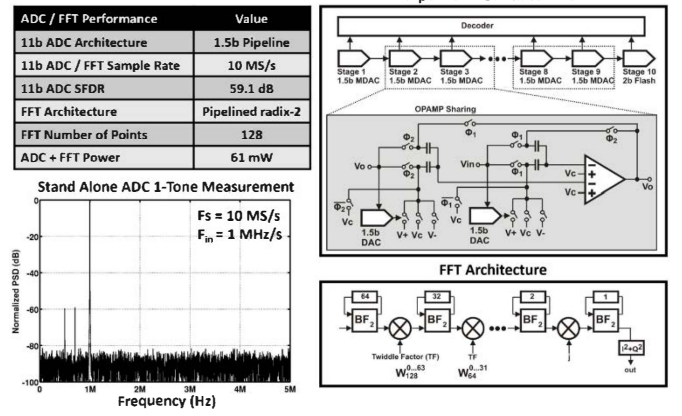 ADC / FFT Performance Value
11b ADC Architecture 1.5b Pipeline
11b ADC / FFT Sample Rate 10 MS/s
11b ADC SFDR 59.1 dB
FFT Architecture Pipelined radix-2
FFT Number of Points 128
ADC + FFT Power 61 mW
Stand Alone ADC 1-Tone Measurement
Fs = 10 MS/s
Fin = 1 MHz/s
Normalized PSD (dB)
0
-20
-40
-60
-80
-100
0 1M 2M 3M 4M 5M
Frequency (Hz)
Decoder
Stage 1 Stage 2 Stage 3 Stage 8 Stage 9 Stage 10
1.5b MDAC 1.5b MDAC 1.5b MDAC 1.5b MDAC 1.5b MDAC 2b Flash
OPAMP Sharing
Φ1
Φ2 Φ1 Φ2
Vo Vin
Φ2 Φ1
Vc
Vc
Vo
Φ2 Φ1
Vc Vc
1.5b DAC V+ Vc V- 1.5b DAC V+ Vc V-
FFT Architecture
64 32 2 1
BF2 BF2 BF2 BF2
Twiddle Factor (TF) TF j I²+Q²
W128 0...63 W64 0...31 out